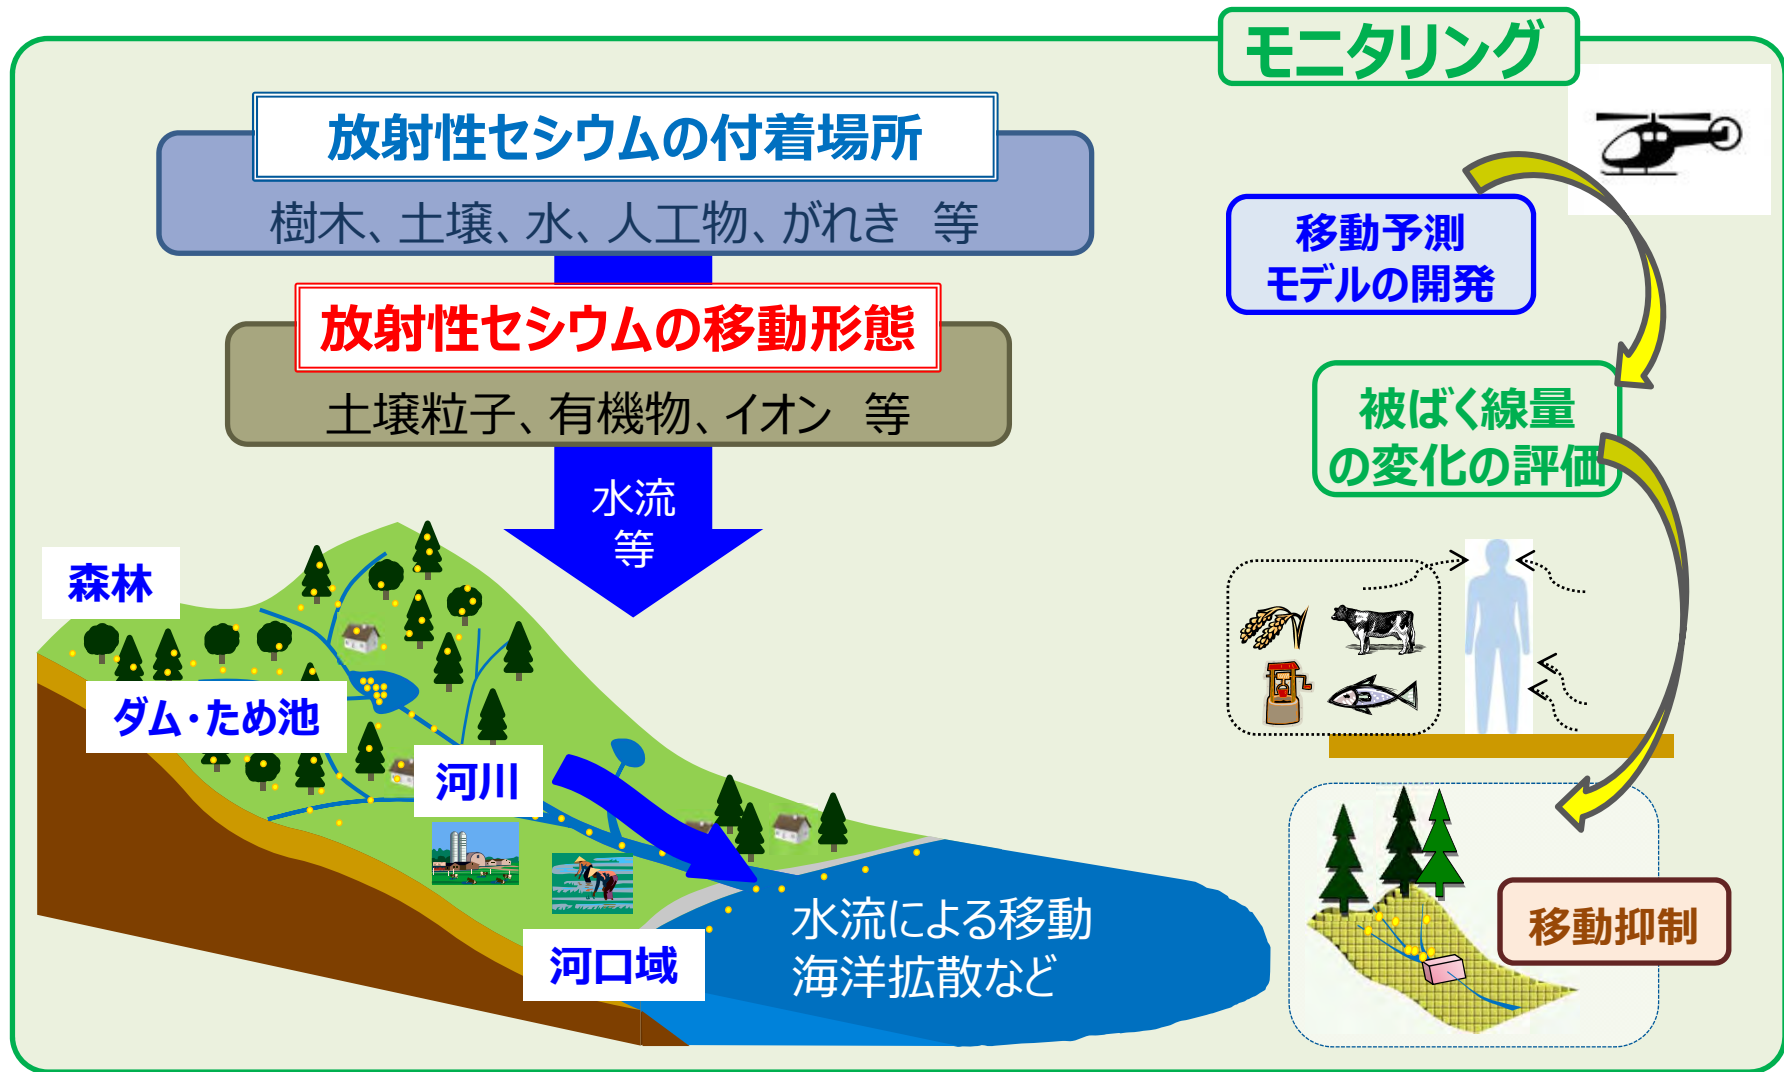 モニタリング
放射性セシウムの付着場所
樹木、土壌、水、人工物、がれき 等
放射性セシウムの移動形態
土壌粒子、有機物、イオン 等
水流
等
森林
ダム・ため池
河川
河口域
水流による移動
海洋拡散など
移動予測
モデルの開発
被ばく線量
の変化の評価
移動抑制